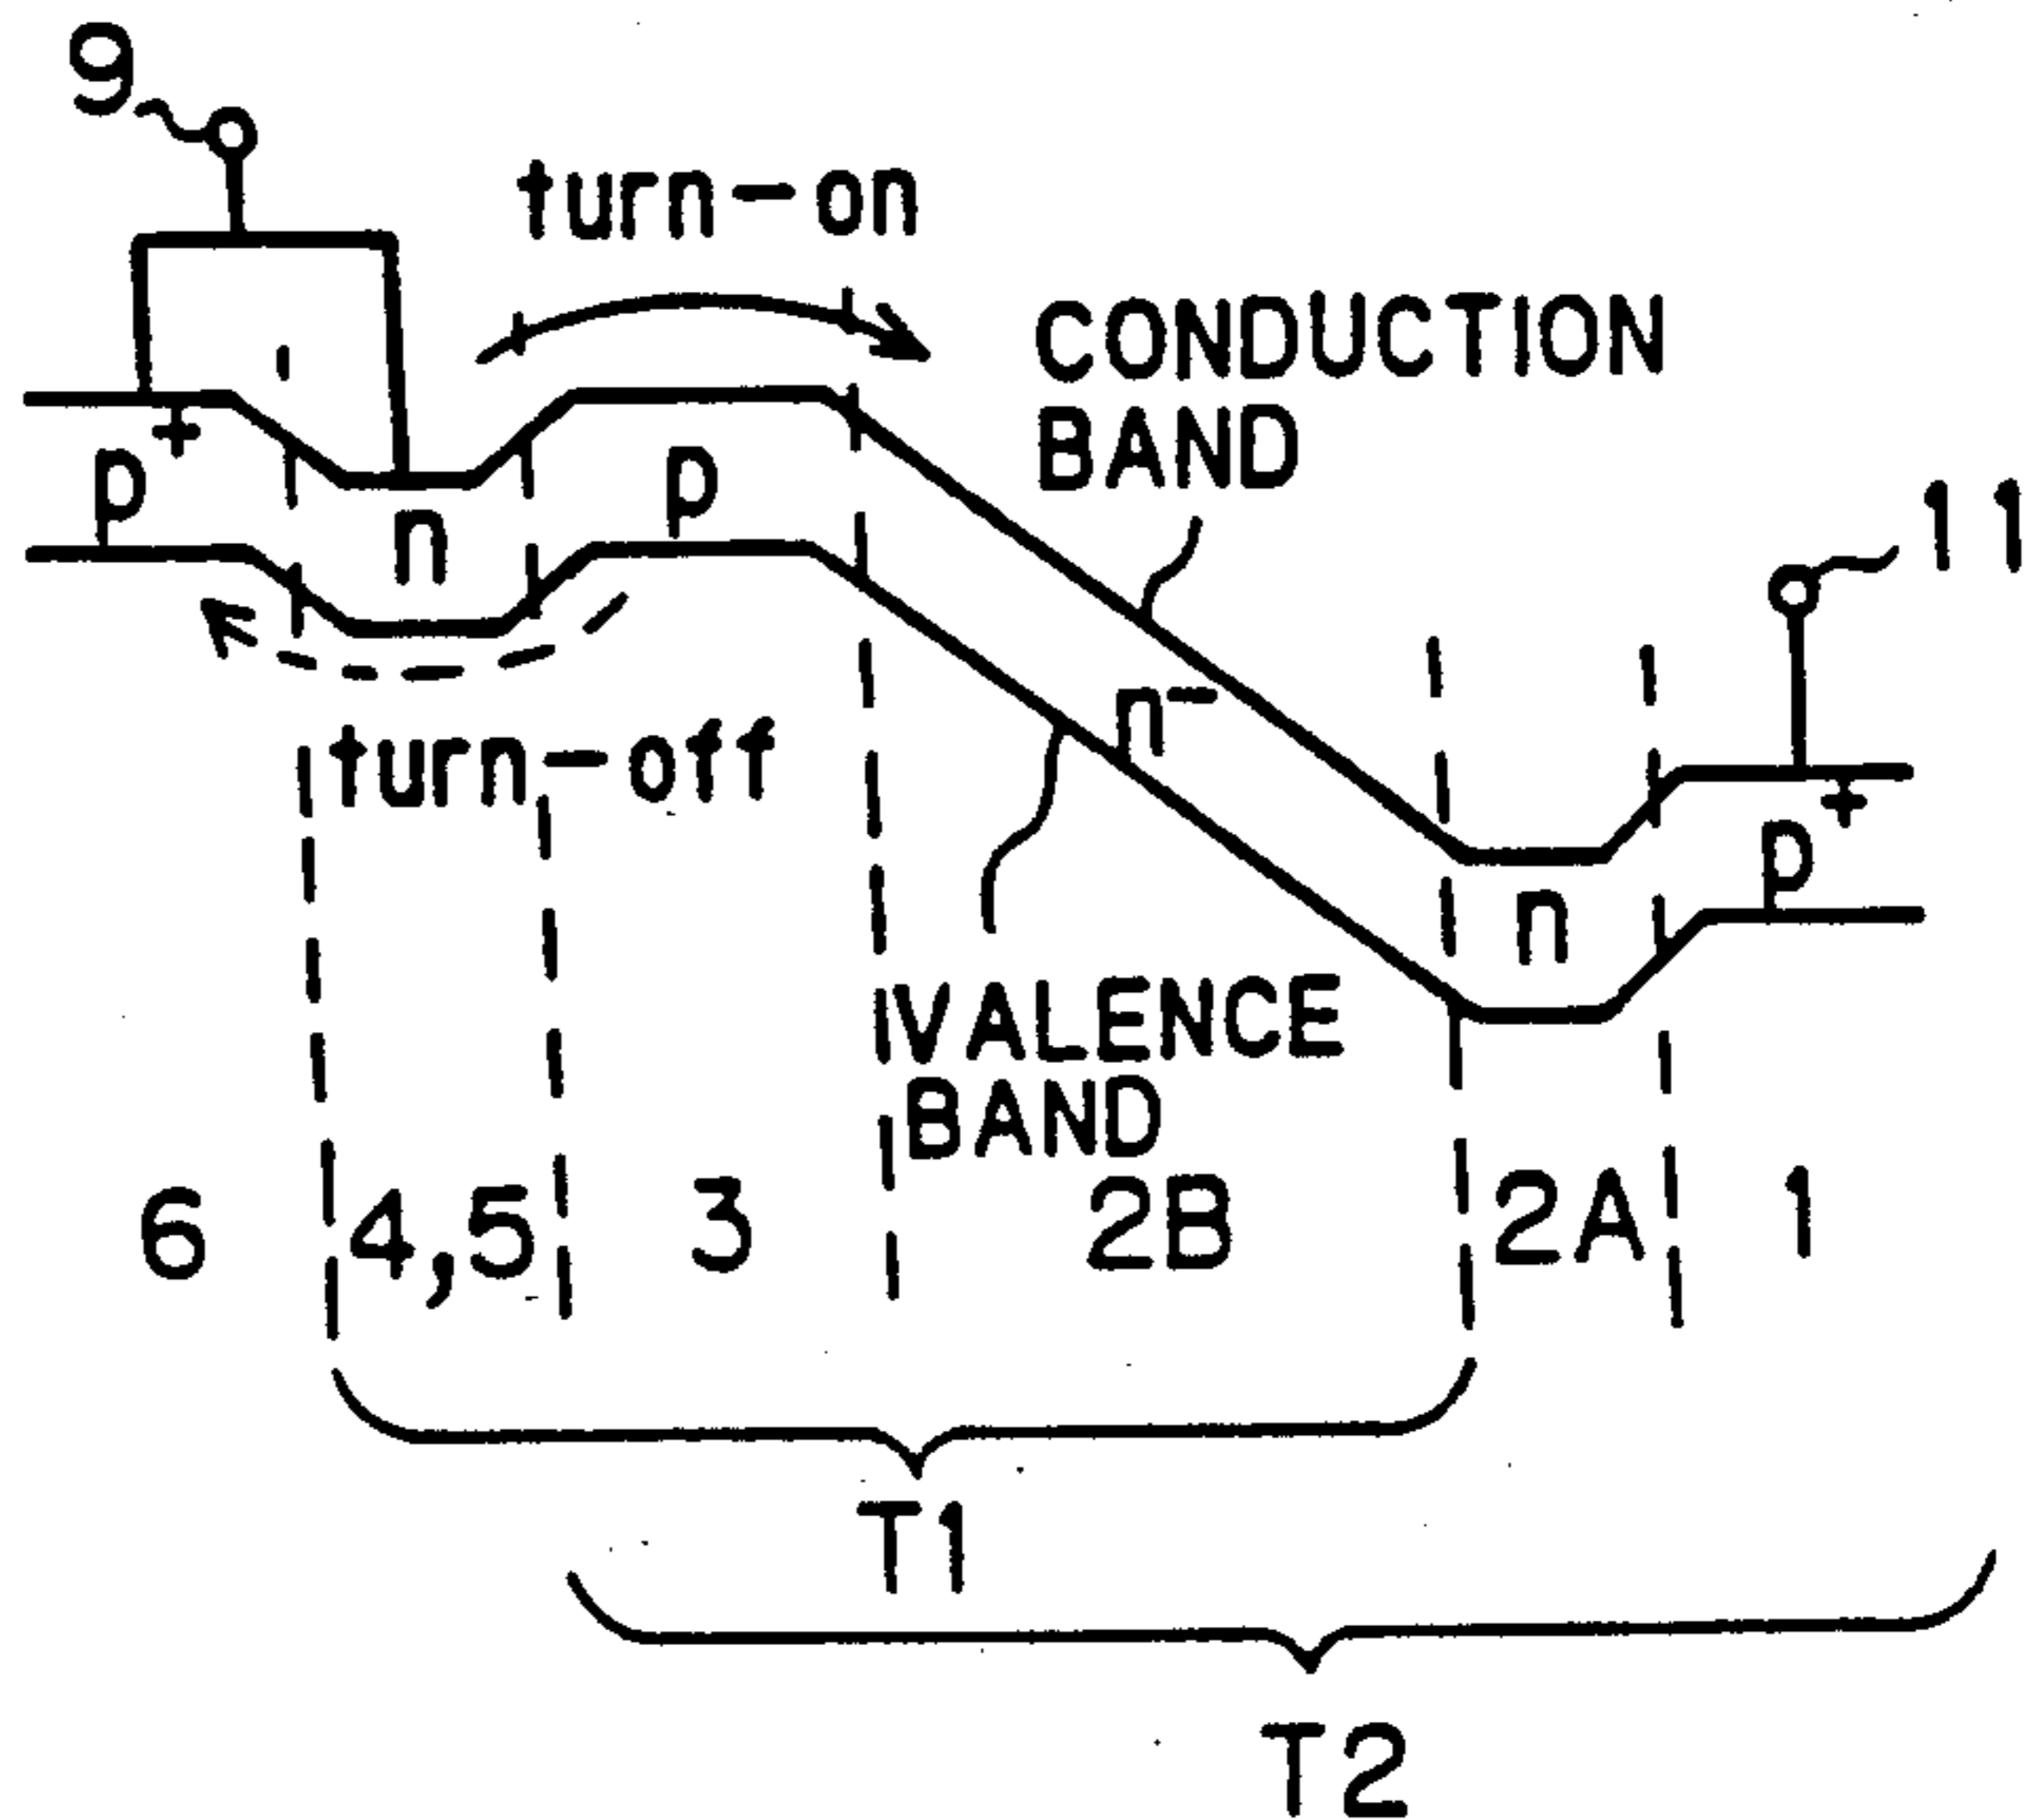 9
turn-on
CONDUCTION
BAND
p+
n
p
11
turn-off
n-
p+
n
VALENCE
BAND
6
4,5
3
2B
2A
1
T1
T2